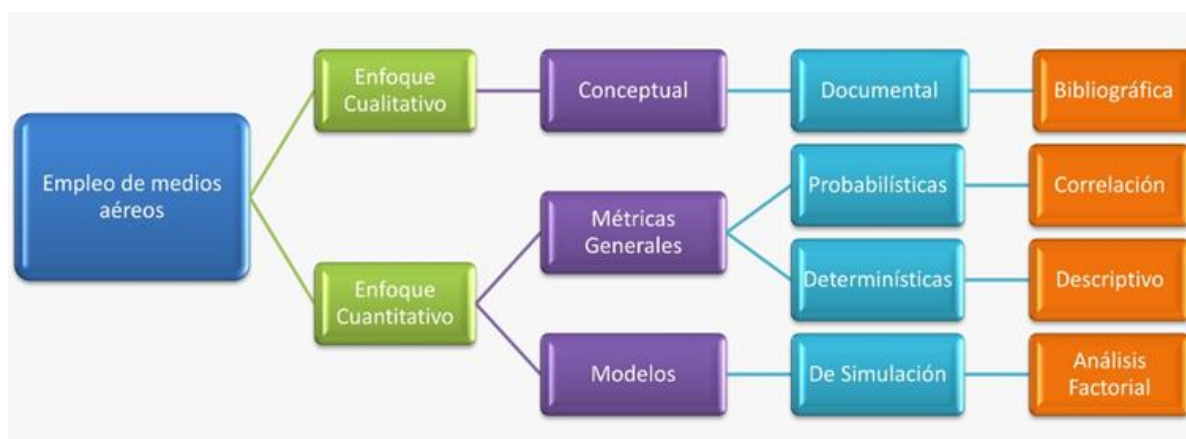 Empleo de medios
aéreos
Enfoque
Cualitativo
Conceptual
Documental
Bibliográfica
Enfoque
Cuantitativo
Métricas
Generales
Probabilísticas
Correlación
Determinísticas
Descriptivo
Modelos
De Simulación
Análisis
Factorial